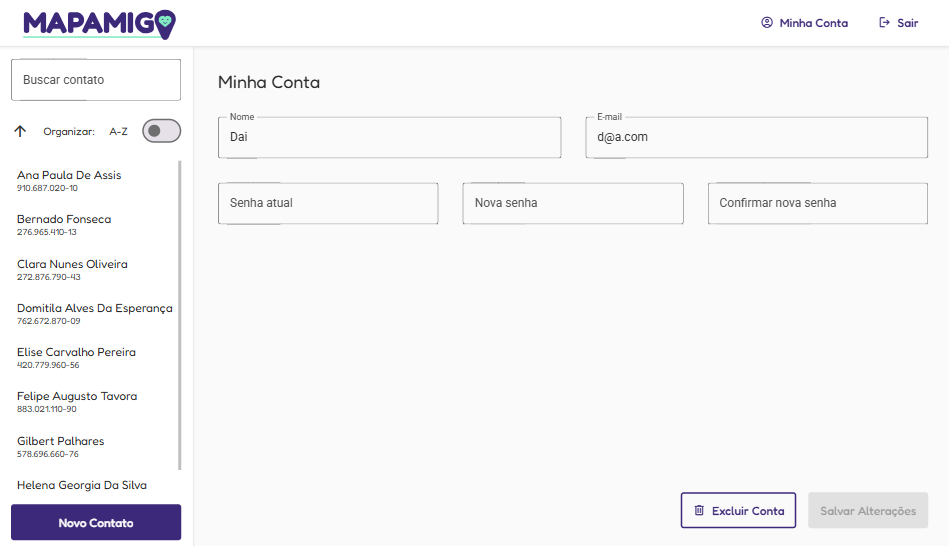 MAPAMIGO
Minha Conta
Sair
Buscar contato
Organizar: A-Z
Ana Paula De Assis
910.687.020-10
Bernado Fonseca
276.965.410-13
Clara Nunes Oliveira
272.876.790-43
Domitila Alves Da Esperança
762.672.870-09
Elise Carvalho Pereira
420.779.960-56
Felipe Augusto Tavora
883.021.110-90
Gilbert Palhares
578.696.660-76
Helena Georgia Da Silva
Novo Contato
Minha Conta
Nome
Dai
E-mail
d@a.com
Senha atual
Nova senha
Confirmar nova senha
Excluir Conta
Salvar Alterações